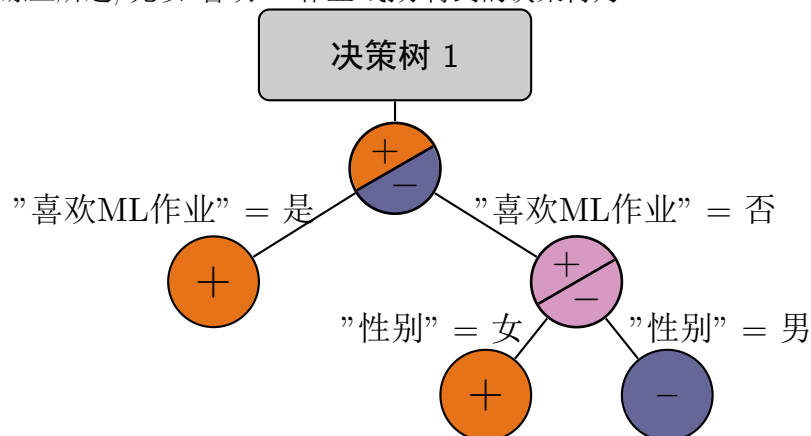 决策树 1
+
−
"喜欢ML作业" = 是
"喜欢ML作业" = 否
+
+
−
"性别" = 女
"性别" = 男
+
−